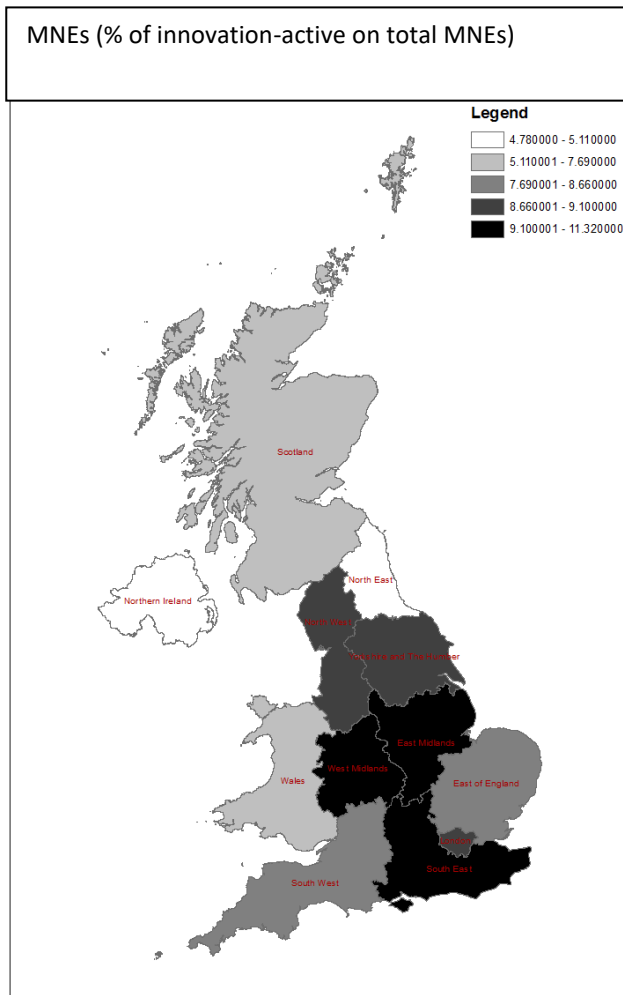 MNEs (% of innovation-active on total MNEs)
Legend
4.780000 - 5.110000
5.110001 - 7.690000
7.690001 - 8.660000
8.660001 - 9.100000
9.100001 - 11.320000
Scotland
North East
Northern Ireland
North West
Yorkshire and The Humber
East Midlands
West Midlands
Wales
East of England
London
South East
South West